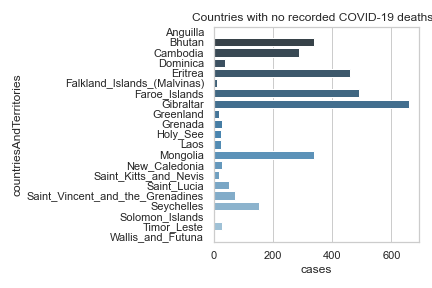 Countries with no recorded COVID-19 deaths
countriesAndTerritories
Anguilla
Bhutan
Cambodia
Dominica
Eritrea
Falkland_Islands_(Malvinas)
Faroe_Islands
Gibraltar
Greenland
Grenada
Holy_See
Laos
Mongolia
New_Caledonia
Saint_Kitts_and_Nevis
Saint_Lucia
Saint_Vincent_and_the_Grenadines
Seychelles
Solomon_Islands
Timor_Leste
Wallis_and_Futuna
0 200 400 600
cases